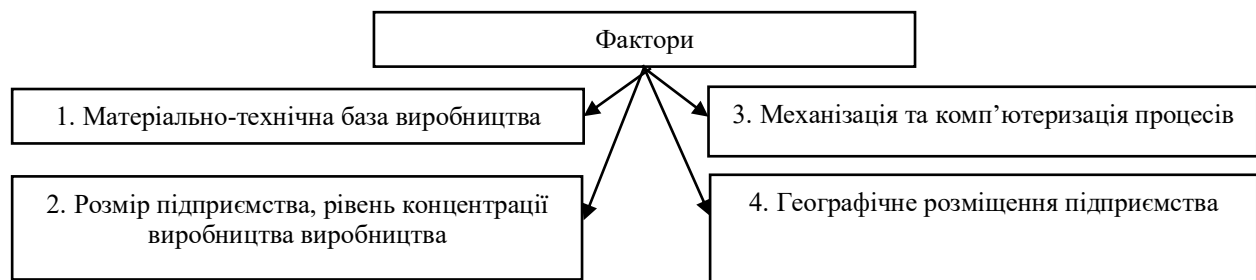 Фактори
1. Матеріально-технічна база виробництва
2. Розмір підприємства, рівень концентрації
виробництва виробництва
3. Механізація та комп’ютеризація процесів
4. Географічне розміщення підприємства